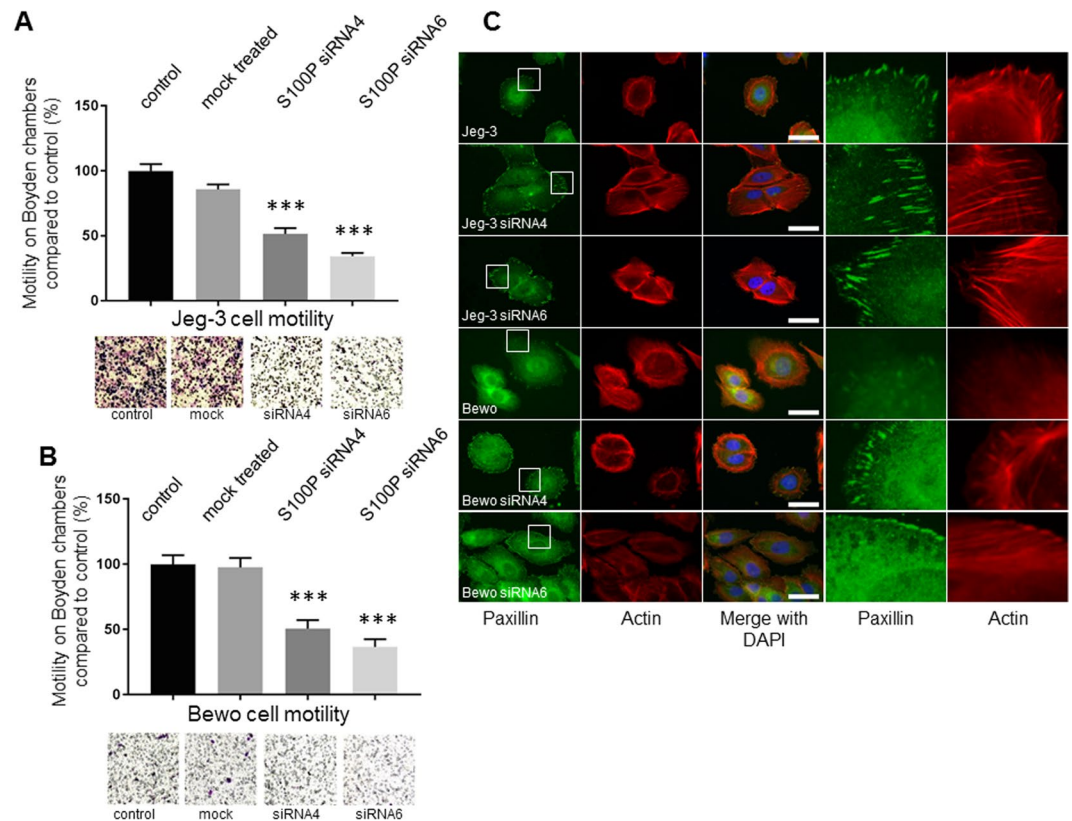 A
control
mock treated
S100P siRNA4
S100P siRNA6
Motility on Boyden chambers
compared to control (%)
150
100
50
0
***
***
Jeg-3 cell motility
control
mock
siRNA4
siRNA6
B
control
mock treated
S100P siRNA4
S100P siRNA6
Motility on Boyden chambers
compared to control (%)
150
100
50
0
***
***
Bewo cell motility
control
mock
siRNA4
siRNA6
C
Jeg-3
Jeg-3 siRNA4
Jeg-3 siRNA6
Bewo
Bewo siRNA4
Bewo siRNA6
Paxillin
Actin
Merge with
DAPI
Paxillin
Actin